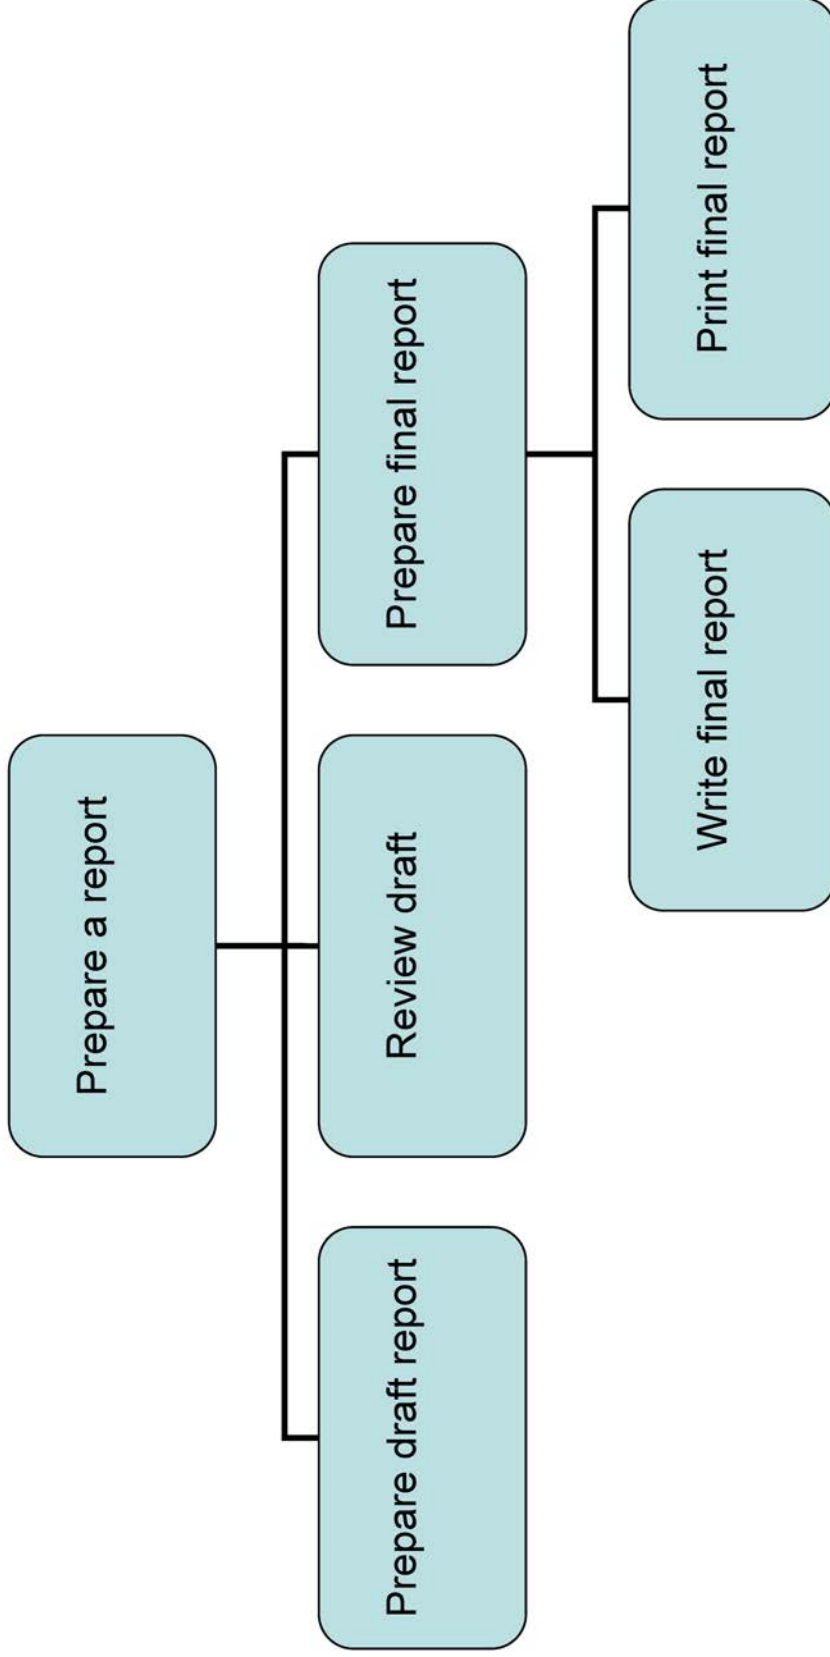 Prepare a report
Prepare draft report
Review draft
Prepare final report
Write final report
Print final report